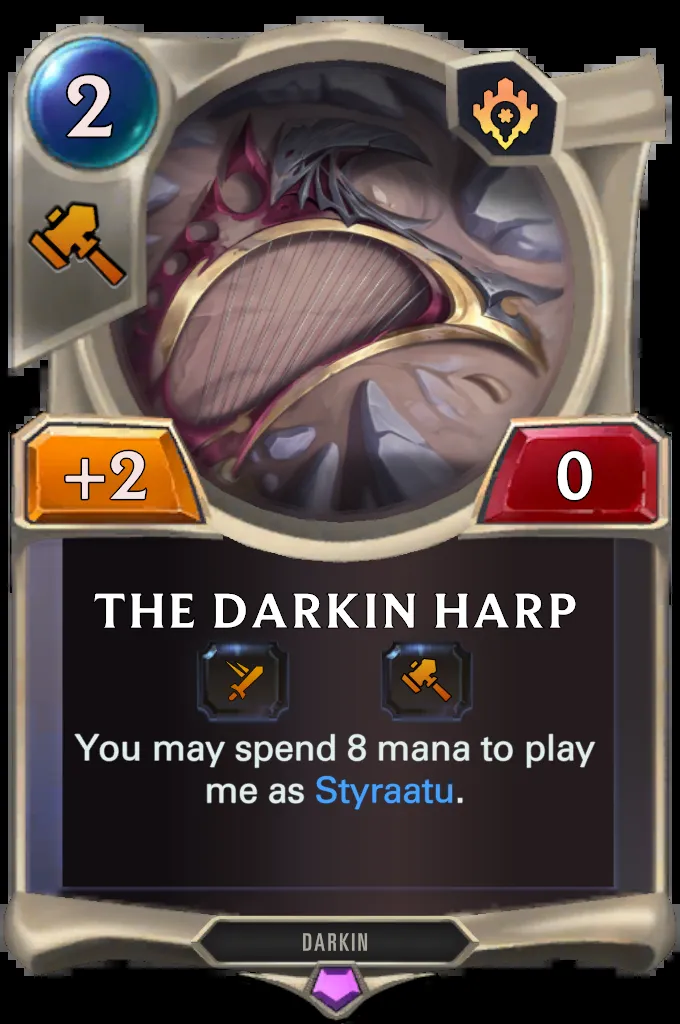 2
+2
0
THE DARKIN HARP
You may spend 8 mana to play
me as Styraatu.
DARKIN